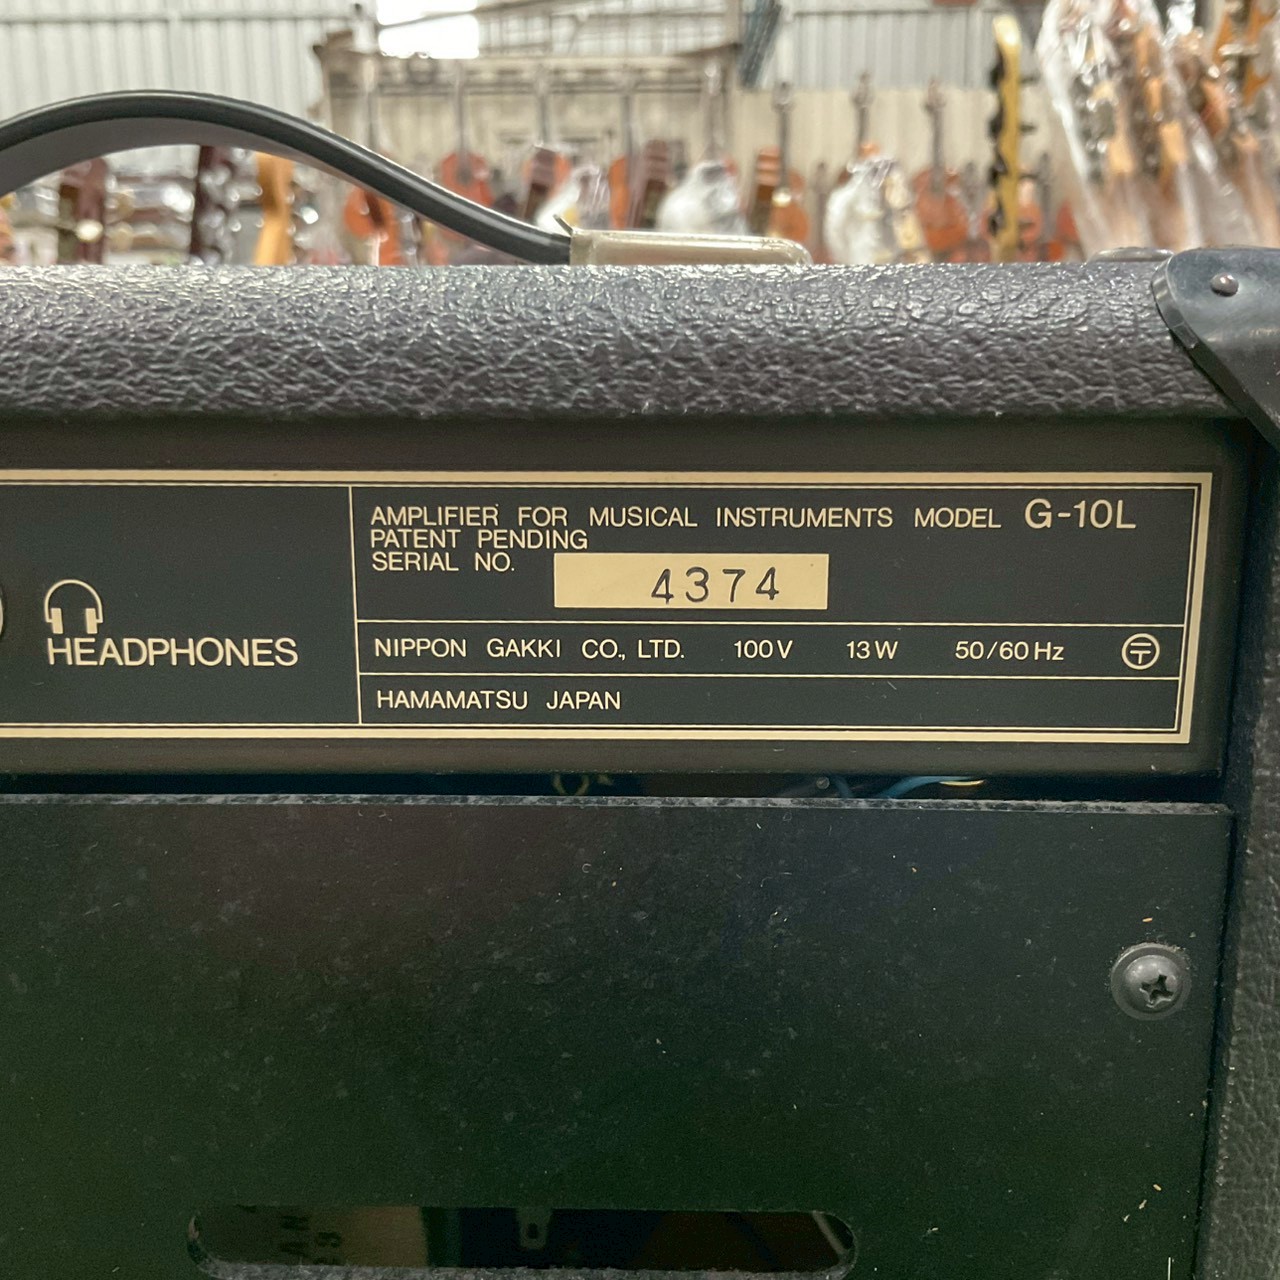 AMPLIFIER FOR MUSICAL INSTRUMENTS MODEL G-10L
PATENT PENDING
SERIAL NO. 4374
HEADPHONES
NIPPON GAKKI CO., LTD. 100V 13W 50/60Hz
HAMAMATSU JAPAN